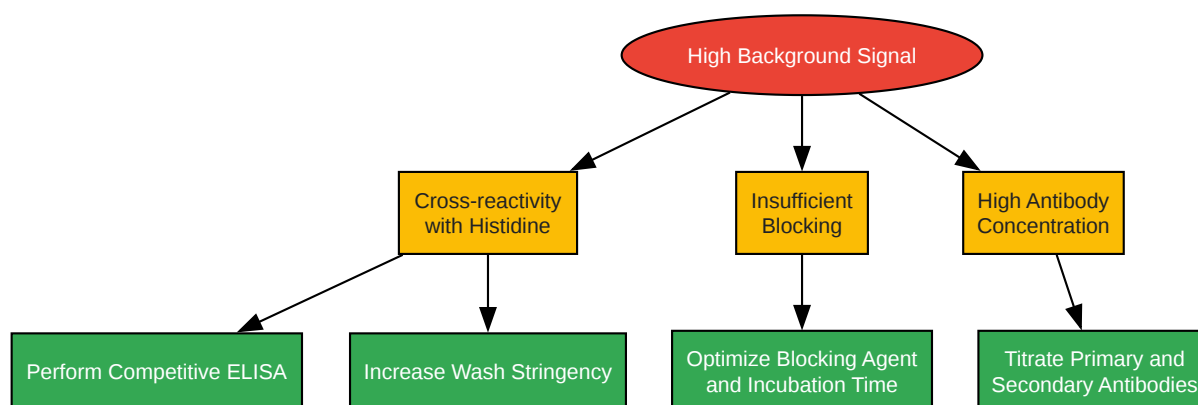 High Background Signal
Cross-reactivity
with Histidine
Insufficient
Blocking
High Antibody
Concentration
Perform Competitive ELISA
Increase Wash Stringency
Optimize Blocking Agent
and Incubation Time
Titrate Primary and
Secondary Antibodies